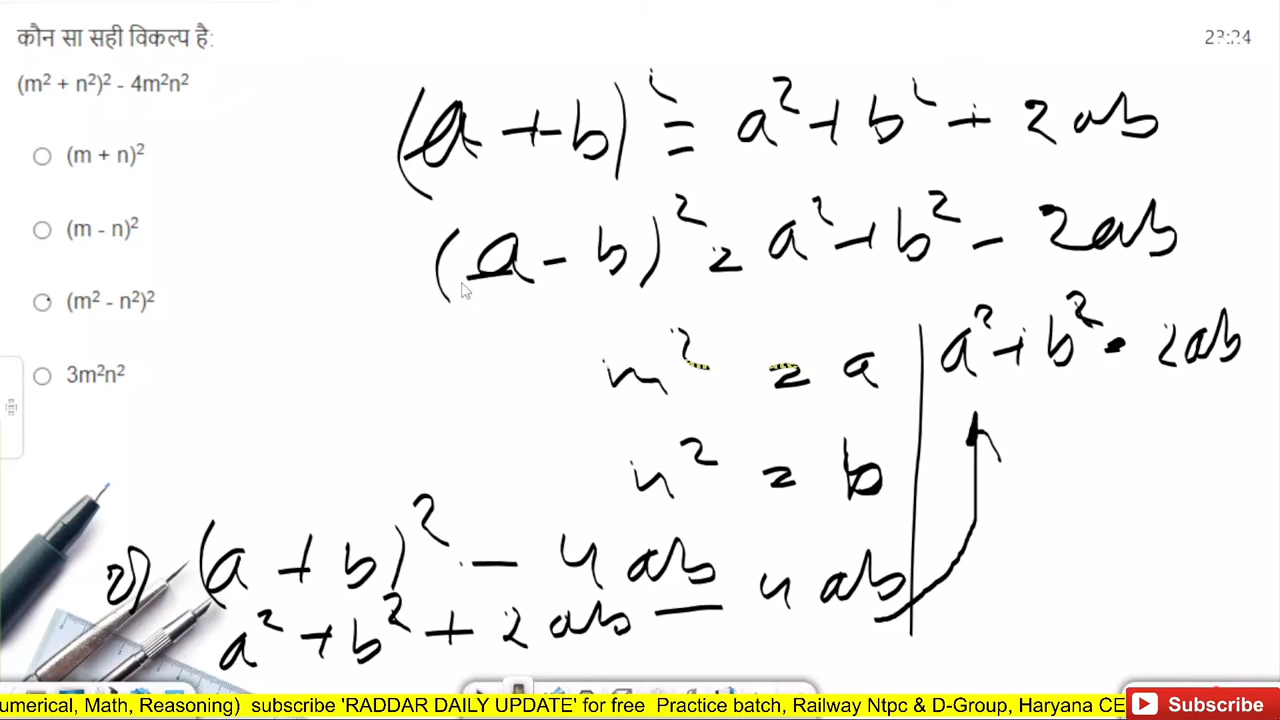 कौन सा सही विकल्प है:
23:24
(m² + n²)² - 4m²n²
(m + n)²
(m - n)²
(m² - n²)²
3m²n²
(a + b)² = a² + b² + 2ab
(a - b)² = a² + b² - 2ab
m² = a
a² + b² - 2ab
n² = b
(a + b)² - 4ab
a² + b² + 2ab - 4ab
umerical, Math, Reasoning) subscribe 'RADDAR DAILY UPDATE' for free Practice batch, Railway Ntpc & D-Group, Haryana CE
Subscribe